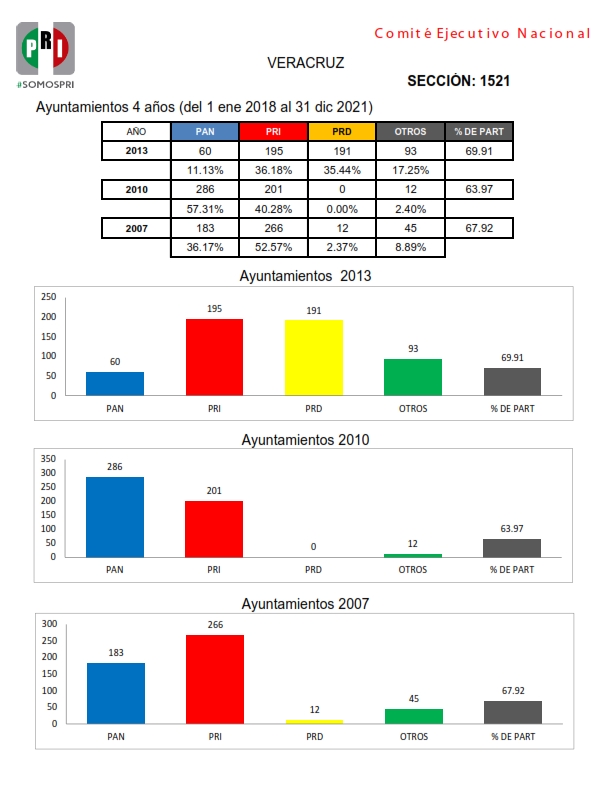 Comité Ejecutivo Nacional
PRI
#SOMOSPRI
VERACRUZ
SECCIÓN: 1521
Ayuntamientos 4 años (del 1 ene 2018 al 31 dic 2021)
AÑO PAN PRI PRD OTROS % DE PART
2013 60 195 191 93 69.91
11.13% 36.18% 35.44% 17.25%
2010 286 201 0 12 63.97
57.31% 40.28% 0.00% 2.40%
2007 183 266 12 45 67.92
36.17% 52.57% 2.37% 8.89%
Ayuntamientos 2013
250
200
150
100
50
0
60 195 191 93 69.91
PAN PRI PRD OTROS % DE PART
Ayuntamientos 2010
350
300
250
200
150
100
50
0
286 201 0 12 63.97
PAN PRI PRD OTROS % DE PART
Ayuntamientos 2007
300
250
200
150
100
50
0
183 266 12 45 67.92
PAN PRI PRD OTROS % DE PART